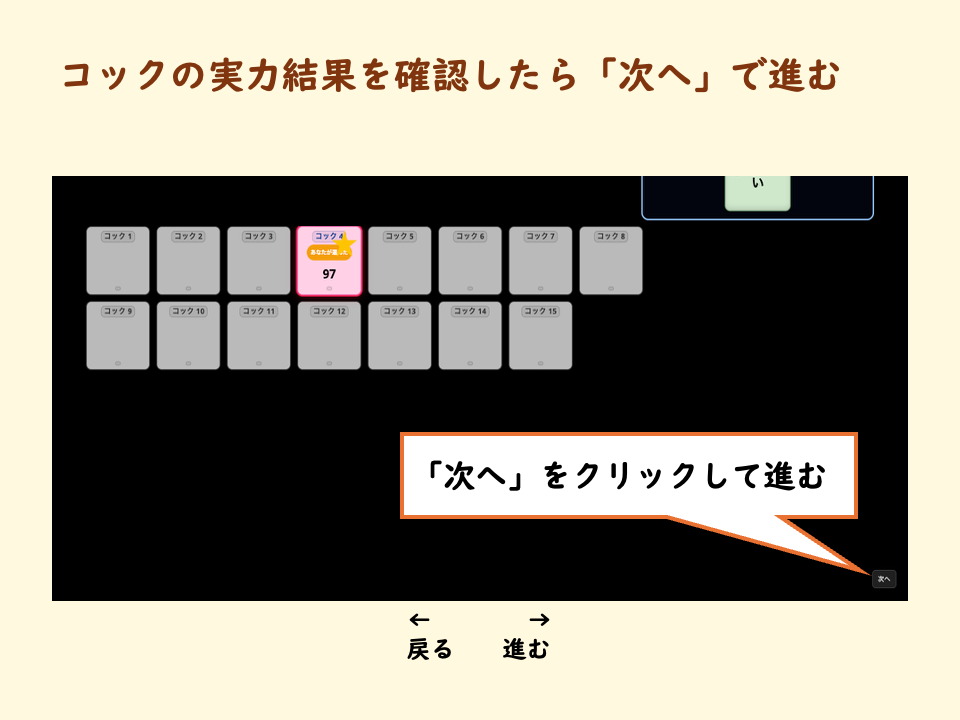 コックの実力結果を確認したら「次へ」で進む
い
コック 1 コック 2 コック 3 コック 4 コック 5 コック 6 コック 7 コック 8
97
コック 9 コック 10 コック 11 コック 12 コック 13 コック 14 コック 15
「次へ」をクリックして進む
次へ
← →
戻る 進む